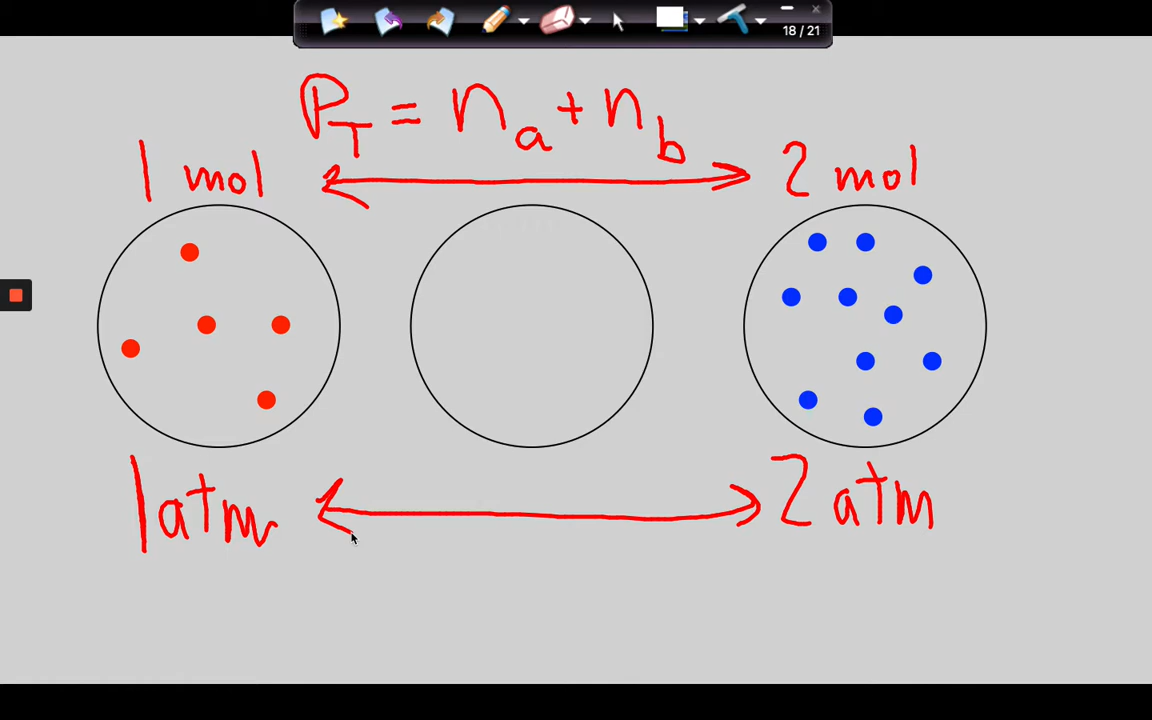 18 / 21
P_T = n_a + n_b
1 mol 2 mol
1 atm 2 atm